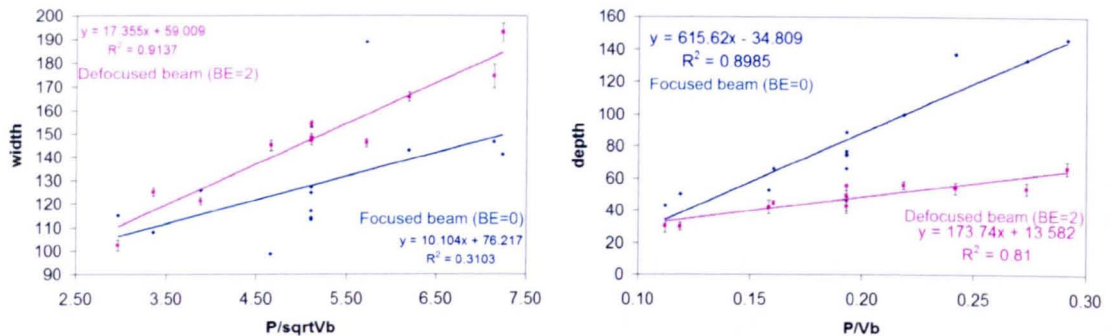 200
190
180
170
160
150
140
130
120
110
100
90
width
y = 17.355x + 59.009
R² = 0.9137
Defocused beam (BE=2)
Focused beam (BE=0)
y = 10.104x + 76.217
R² = 0.3103
2.50 3.50 4.50 5.50 6.50 7.50
P/sqrtVb
160
140
120
100
80
60
40
20
0
depth
y = 615.62x - 34.809
R² = 0.8985
Focused beam (BE=0)
Defocused beam (BE=2)
y = 173.74x + 13.582
R² = 0.81
0.10 0.15 0.20 0.25 0.30
P/Vb